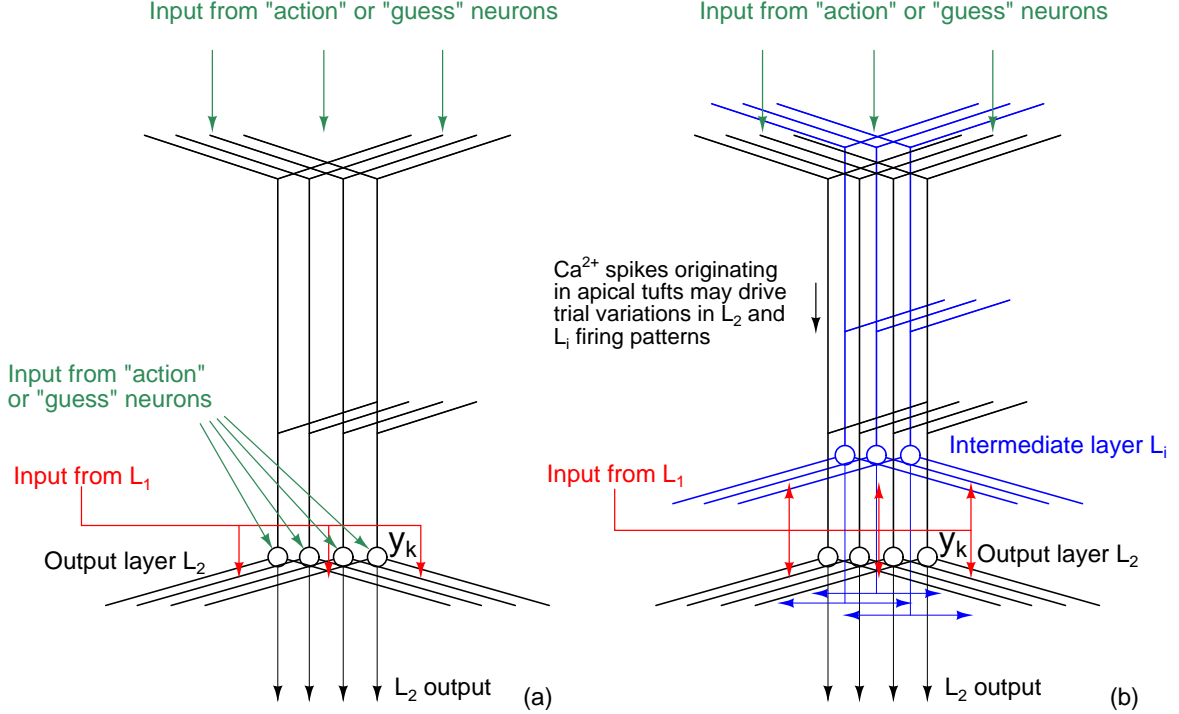 Input from "action" or "guess" neurons
Input from "action"
or "guess" neurons
Input from L₁
Output layer L₂
yₖ
L₂ output
(a)
Input from "action" or "guess" neurons
Ca²⁺ spikes originating
in apical tufts may drive
trial variations in L₂ and
Lᵢ firing patterns
Intermediate layer Lᵢ
Input from L₁
yₖ
Output layer L₂
L₂ output
(b)